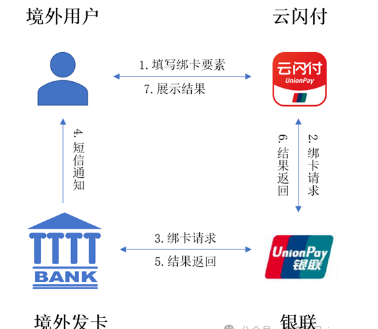 境外用户
云闪付
1.填写绑卡要素
7.展示结果
云闪付
UnionPay
4.短信通知
6.结果返回
2.绑卡请求
3.绑卡请求
5.结果返回
BANK
UnionPay
银联
境外发卡
银联